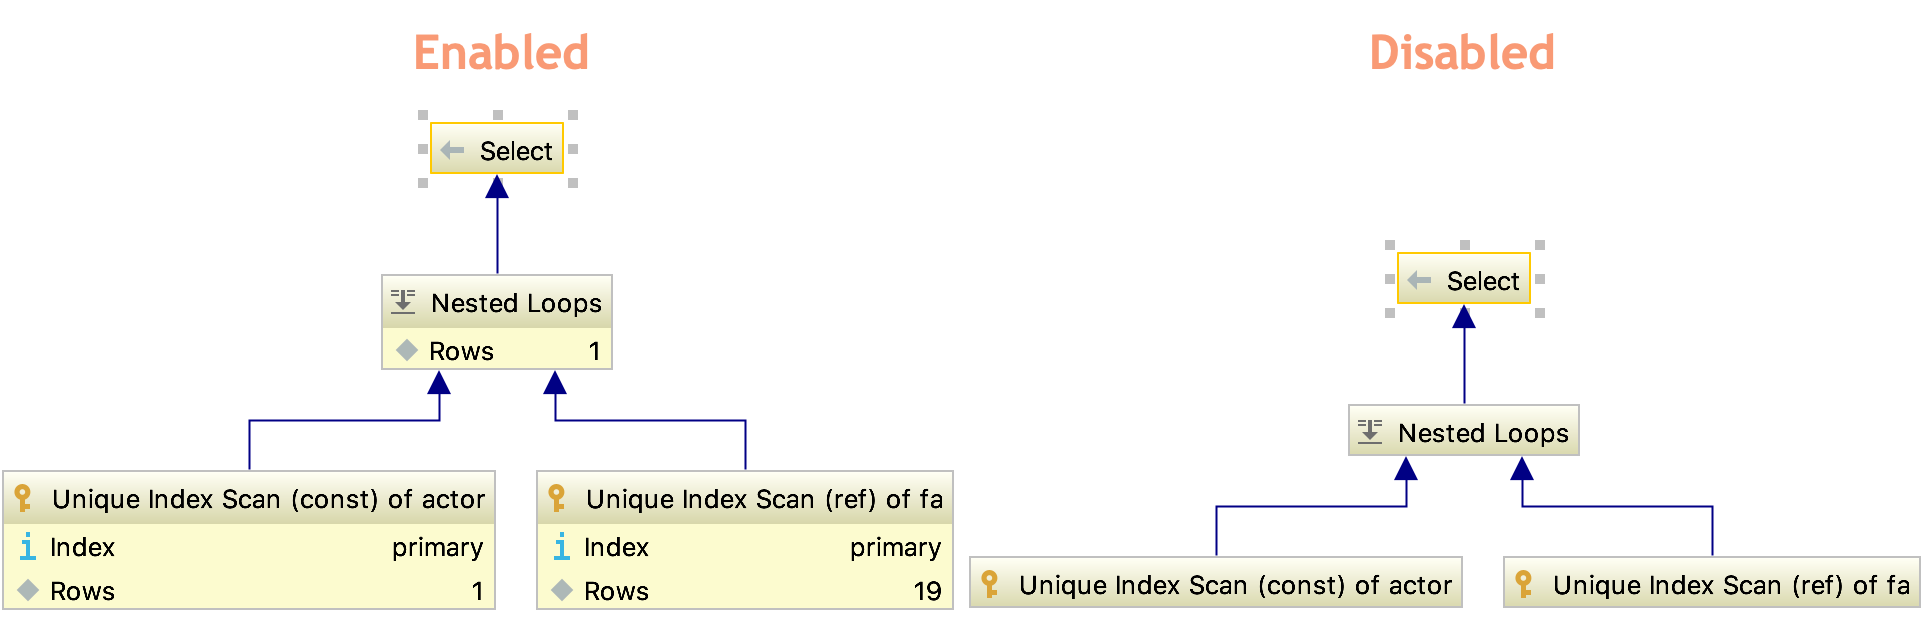 Enabled
Select
Nested Loops
Rows 1
Unique Index Scan (const) of actor
Index primary
Rows 1
Unique Index Scan (ref) of fa
Index primary
Rows 19
Disabled
Select
Nested Loops
Unique Index Scan (const) of actor
Unique Index Scan (ref) of fa